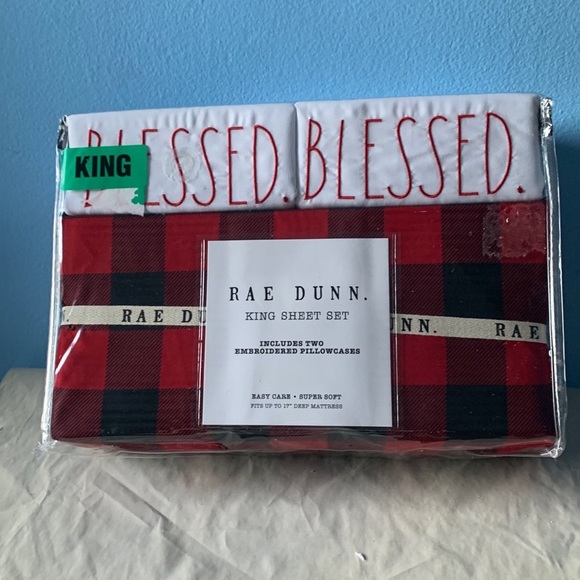 KING
BLESSED. BLESSED.
RAE DUNN.
KING SHEET SET
INCLUDES TWO
EMBROIDERED PILLOWCASES
EASY CARE • SUPER SOFT
FITS UP TO 17" DEEP MATTRESS
N. RAE DU UNN. RAE